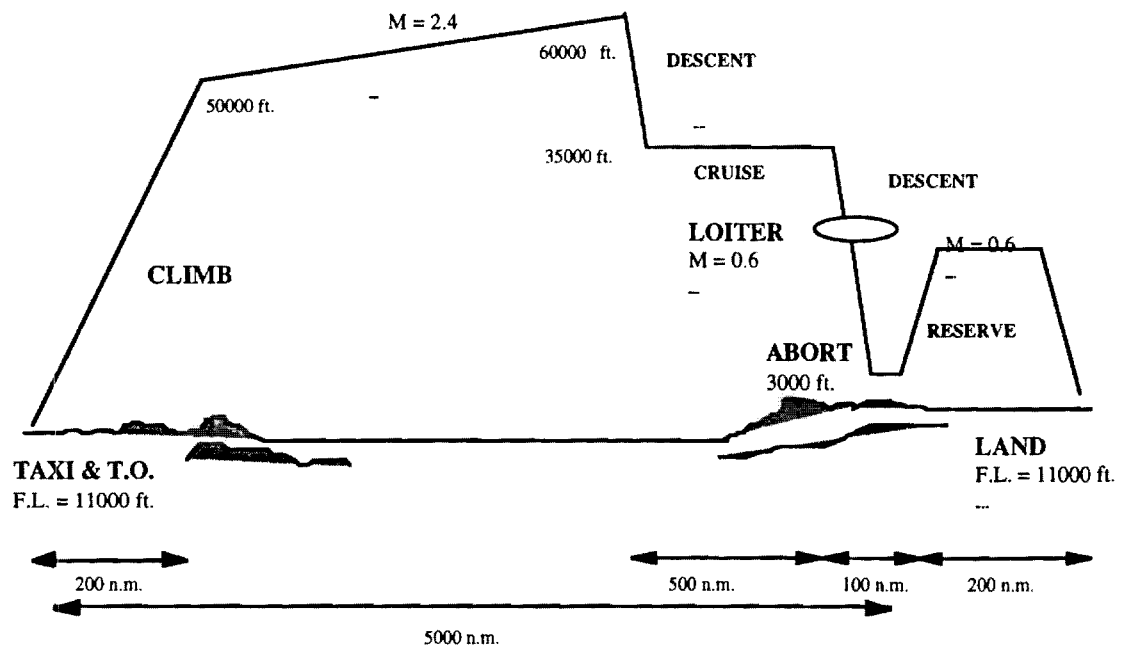 M = 2.4
60000 ft.
DESCENT
50000 ft.
35000 ft.
CRUISE
DESCENT
LOITER
M = 0.6
M = 0.6
CLIMB
RESERVE
ABORT
3000 ft.
TAXI & T.O.
F.L. = 11000 ft.
LAND
F.L. = 11000 ft.
200 n.m.
500 n.m.
100 n.m.
200 n.m.
5000 n.m.